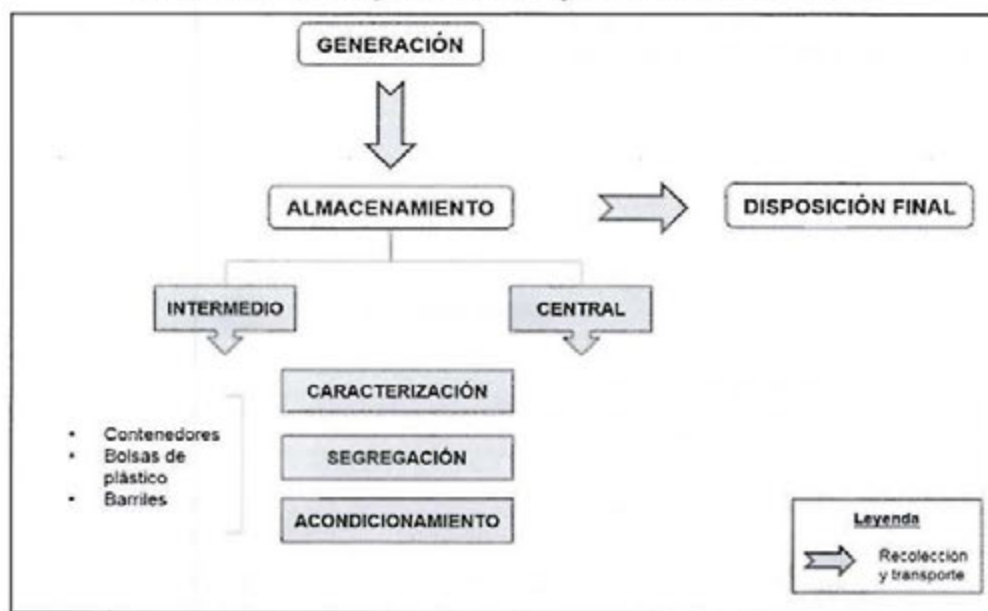 GENERACIÓN
ALMACENAMIENTO
DISPOSICIÓN FINAL
INTERMEDIO
CENTRAL
CARACTERIZACIÓN
• Contenedores
• Bolsas de
plástico
• Barriles
SEGREGACIÓN
ACONDICIONAMIENTO
Leyenda
Recolección
y transporte